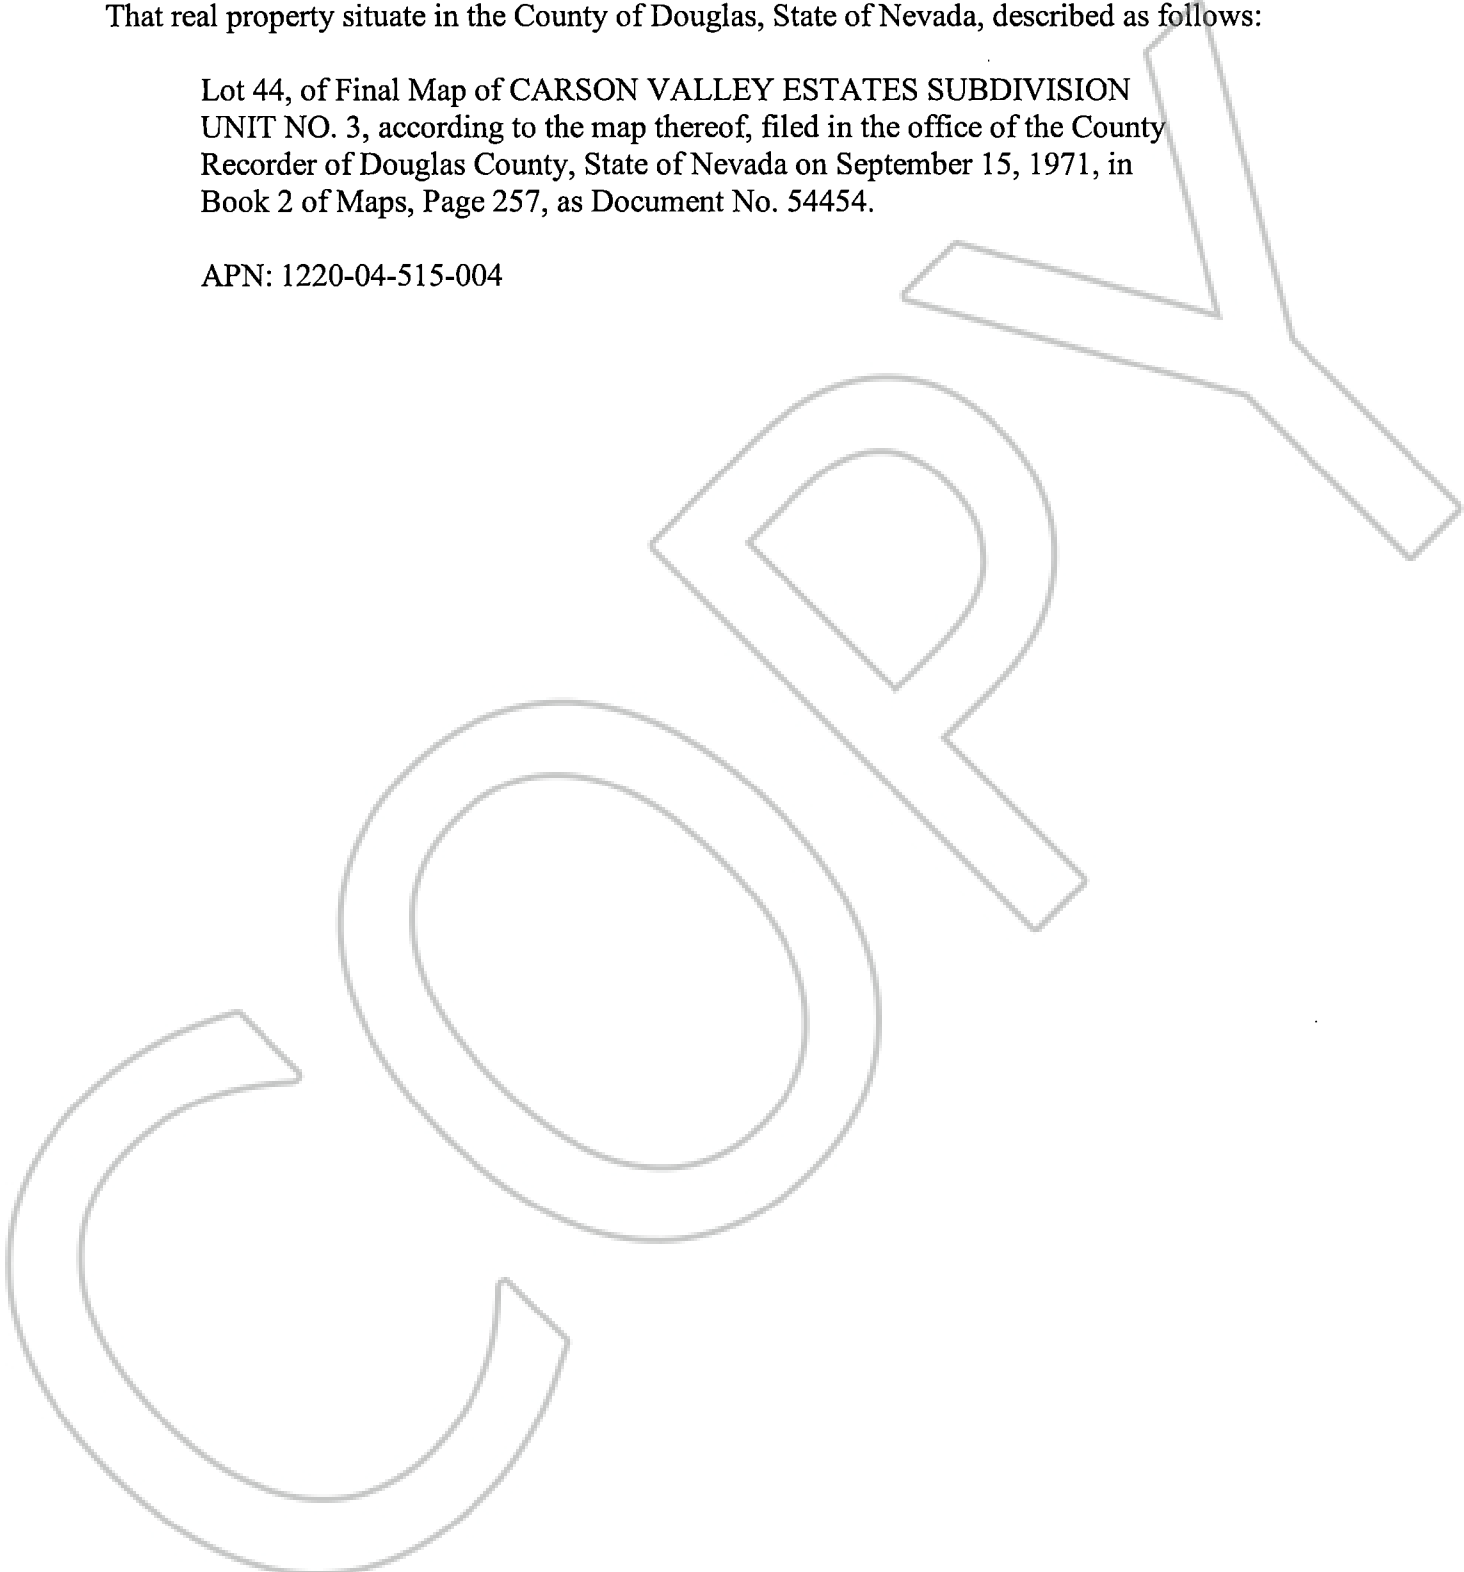 That real property situate in the County of Douglas, State of Nevada, described as follows:
Lot 44, of Final Map of CARSON VALLEY ESTATES SUBDIVISION
UNIT NO. 3, according to the map thereof, filed in the office of the County
Recorder of Douglas County, State of Nevada on September 15, 1971, in
Book 2 of Maps, Page 257, as Document No. 54454.
APN: 1220-04-515-004
COPY